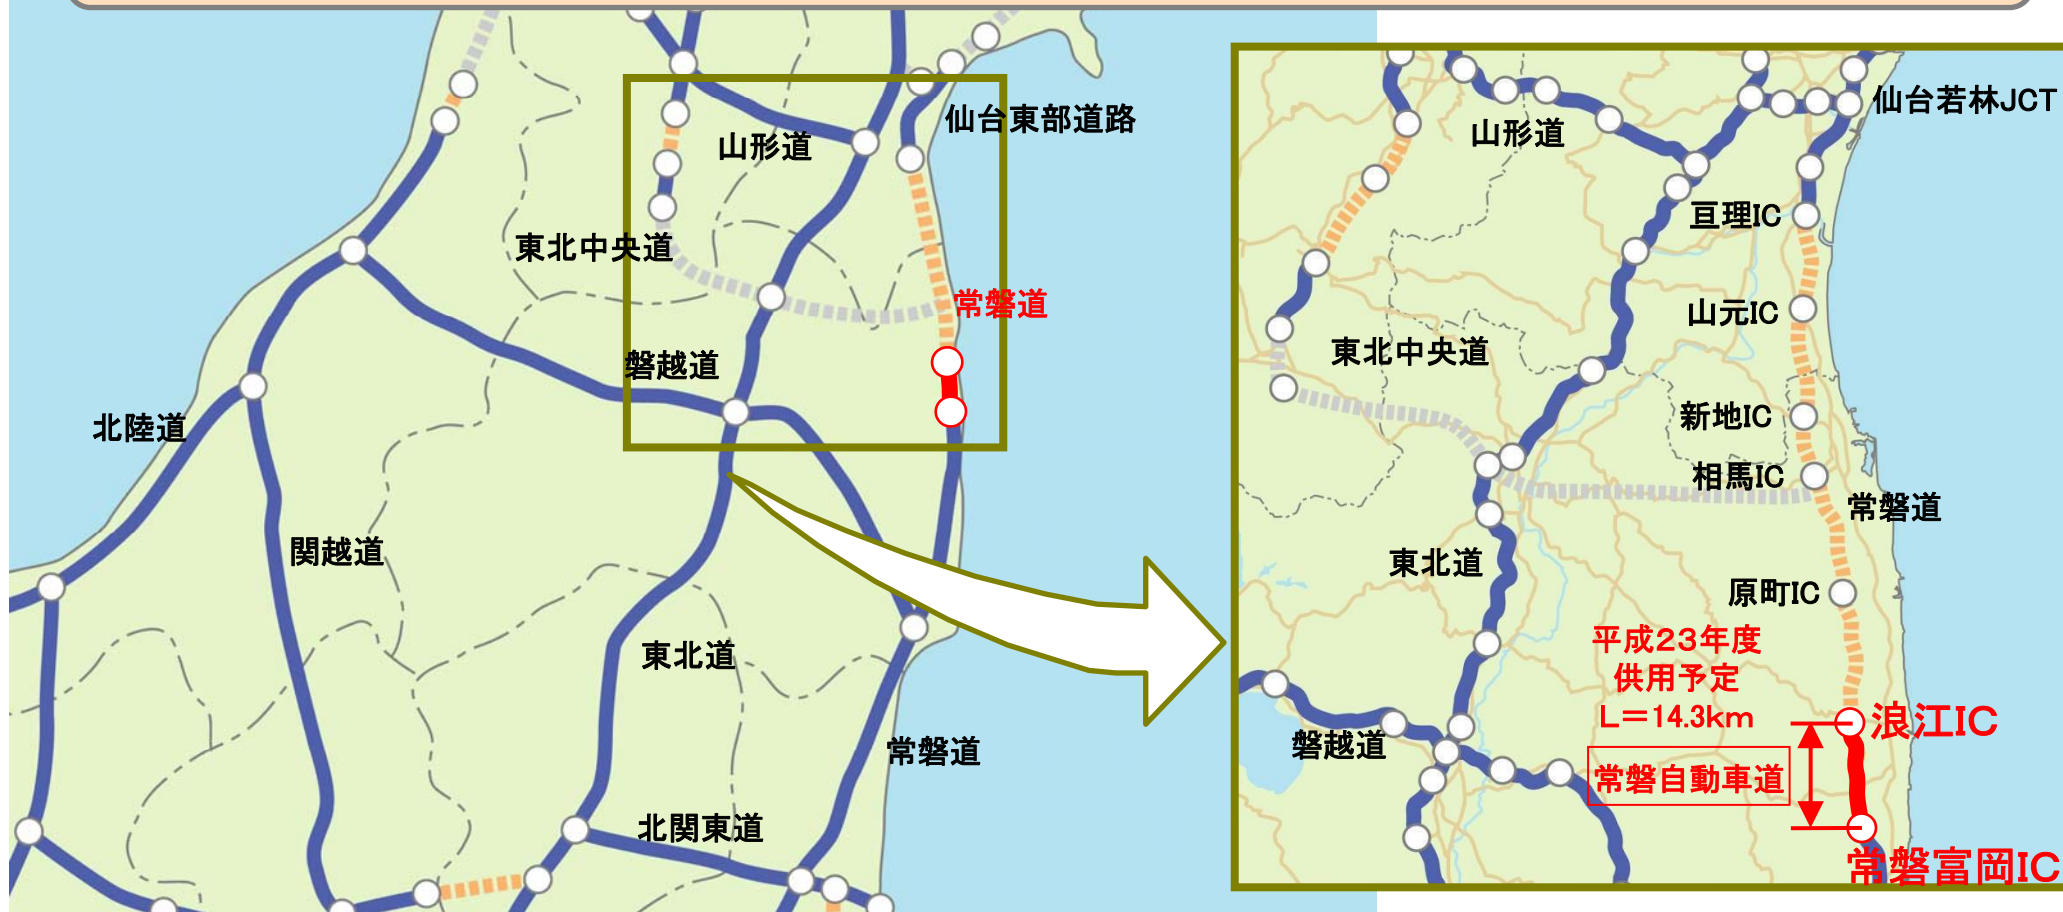 仙台東部道路
山形道
東北中央道
常磐道
磐越道
北陸道
関越道
東北道
常磐道
北関東道
仙台若林JCT
山形道
亘理IC
山元IC
東北中央道
新地IC
相馬IC
常磐道
東北道
原町IC
平成23年度
供用予定
L=14.3km
浪江IC
磐越道
常磐自動車道
常磐富岡IC